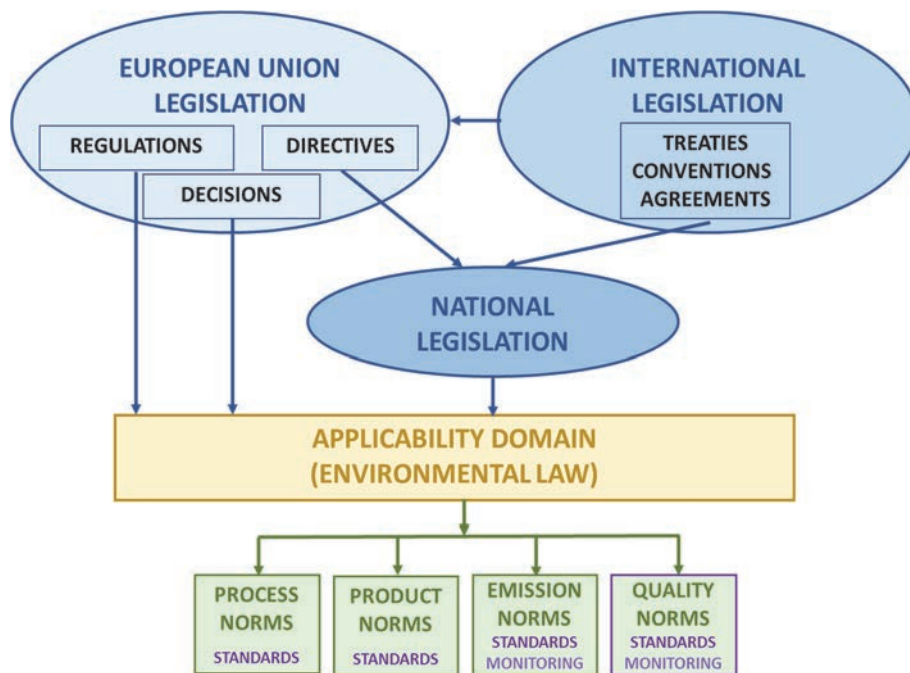 EUROPEAN UNION
LEGISLATION
REGULATIONS
DIRECTIVES
DECISIONS
INTERNATIONAL
LEGISLATION
TREATIES
CONVENTIONS
AGREEMENTS
NATIONAL
LEGISLATION
APPLICABILITY DOMAIN
(ENVIRONMENTAL LAW)
PROCESS
NORMS
STANDARDS
PRODUCT
NORMS
STANDARDS
EMISSION
NORMS
STANDARDS
MONITORING
QUALITY
NORMS
STANDARDS
MONITORING